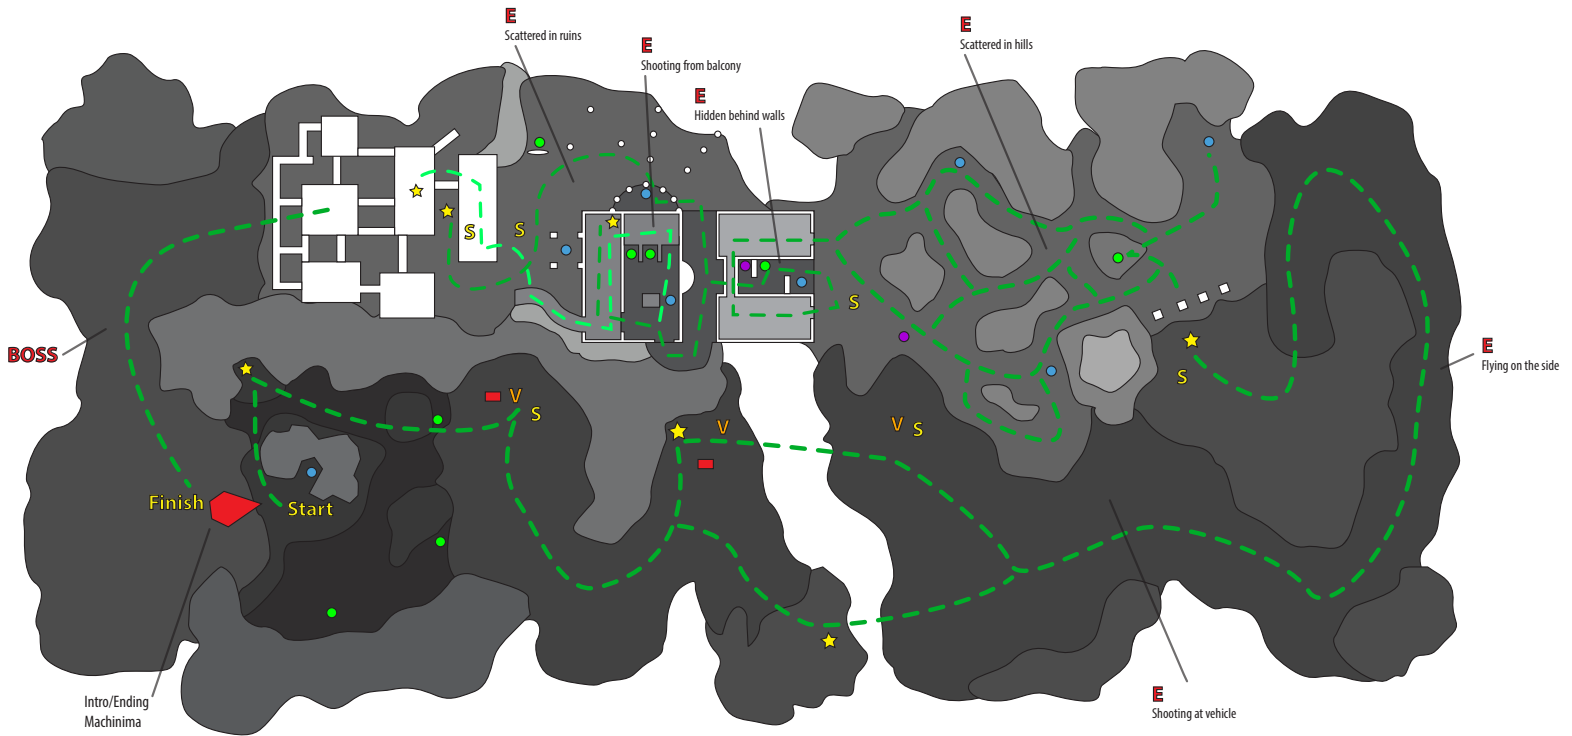 E
Scattered in ruins
E
Shooting from balcony
E
Hidden behind walls
E
Scattered in hills
S
S
S
BOSS
E
Flying on the side
S
V
S
V
V
S
Finish
Start
Intro/Ending
Machinima
E
Shooting at vehicle